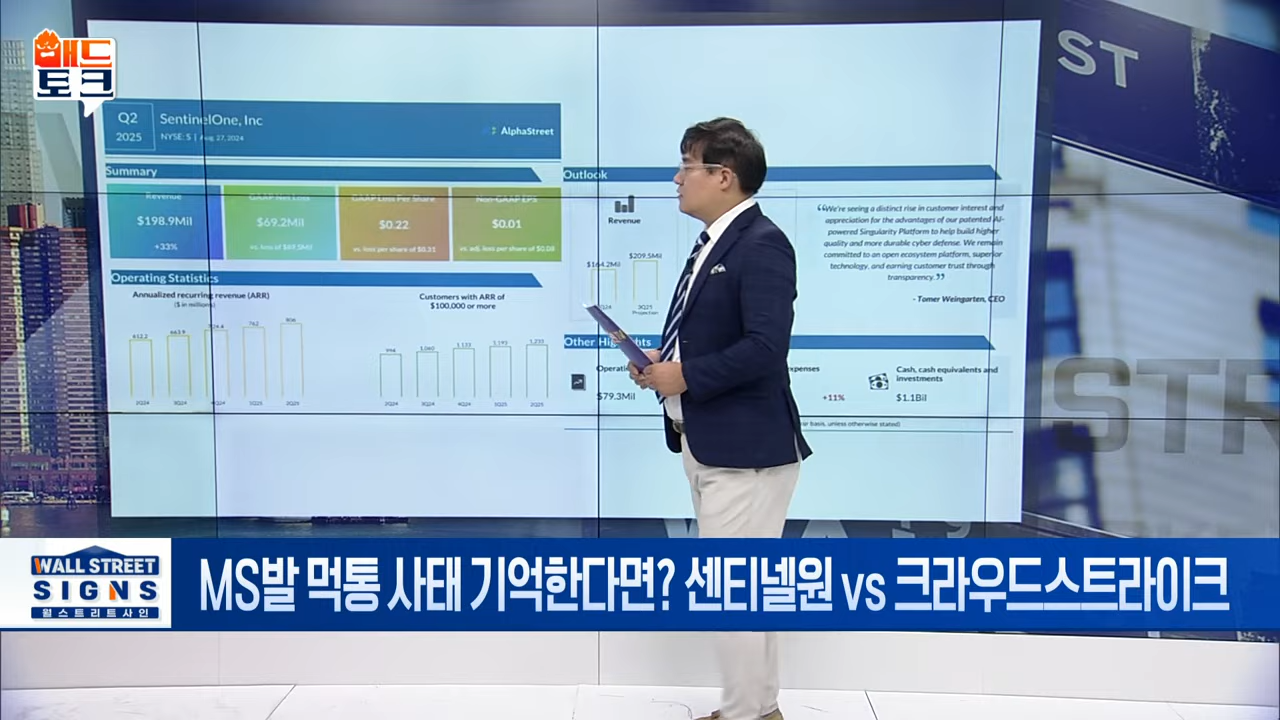 매드
토크
ST
Q2
2025
SentinelOne, Inc
NYSE: S | Aug 27, 2024
AlphaStreet
Summary
Revenue
$198.9Mil
+33%
GAAP Net Loss
$69.2Mil
vs. loss of $89.5Mil
GAAP Loss Per Share
$0.22
vs. loss per share of $0.31
Non-GAAP EPS
$0.01
vs. adj. loss per share of $0.08
Operating Statistics
Annualized recurring revenue (ARR)
($ in millions)
612.2
663.9
724.4
762
806
2Q24
3Q24
4Q24
1Q25
2Q25
Customers with ARR of
$100,000 or more
994
1,060
1,133
1,193
1,233
2Q24
3Q24
4Q24
1Q25
2Q25
Outlook
Revenue
$164.2Mil
$209.5Mil
3Q25
Projection
“We're seeing a distinct rise in customer interest and
appreciation for the advantages of our patented AI-
powered Singularity Platform to help build higher
quality and more durable cyber defense. We remain
committed to an open ecosystem platform, superior
technology, and earning customer trust through
transparency.”
- Tomer Weingarten, CEO
Other Highlights
$79.3Mil
+11%
Cash, cash equivalents and
investments
$1.1Bil
basis, unless otherwise stated)
STR
WALL STREET
SIGNS
월스트리트사인
MS발 먹통 사태 기억한다면? 센티넬원 vs 크라우드스트라이크